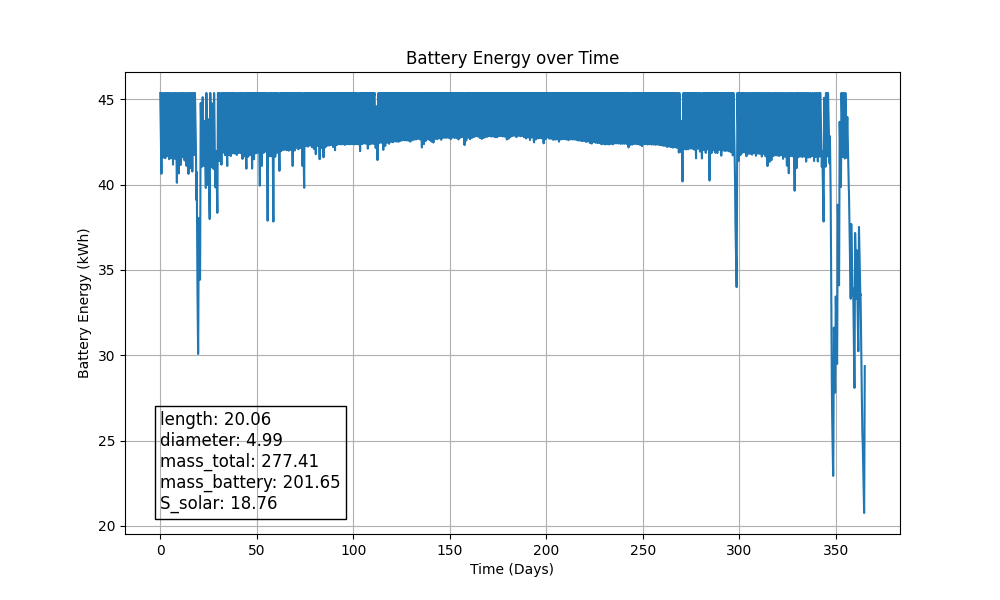 Battery Energy over Time
45
40
35
30
25
20
Battery Energy (kWh)
length: 20.06
diameter: 4.99
mass_total: 277.41
mass_battery: 201.65
S_solar: 18.76
0 50 100 150 200 250 300 350
Time (Days)